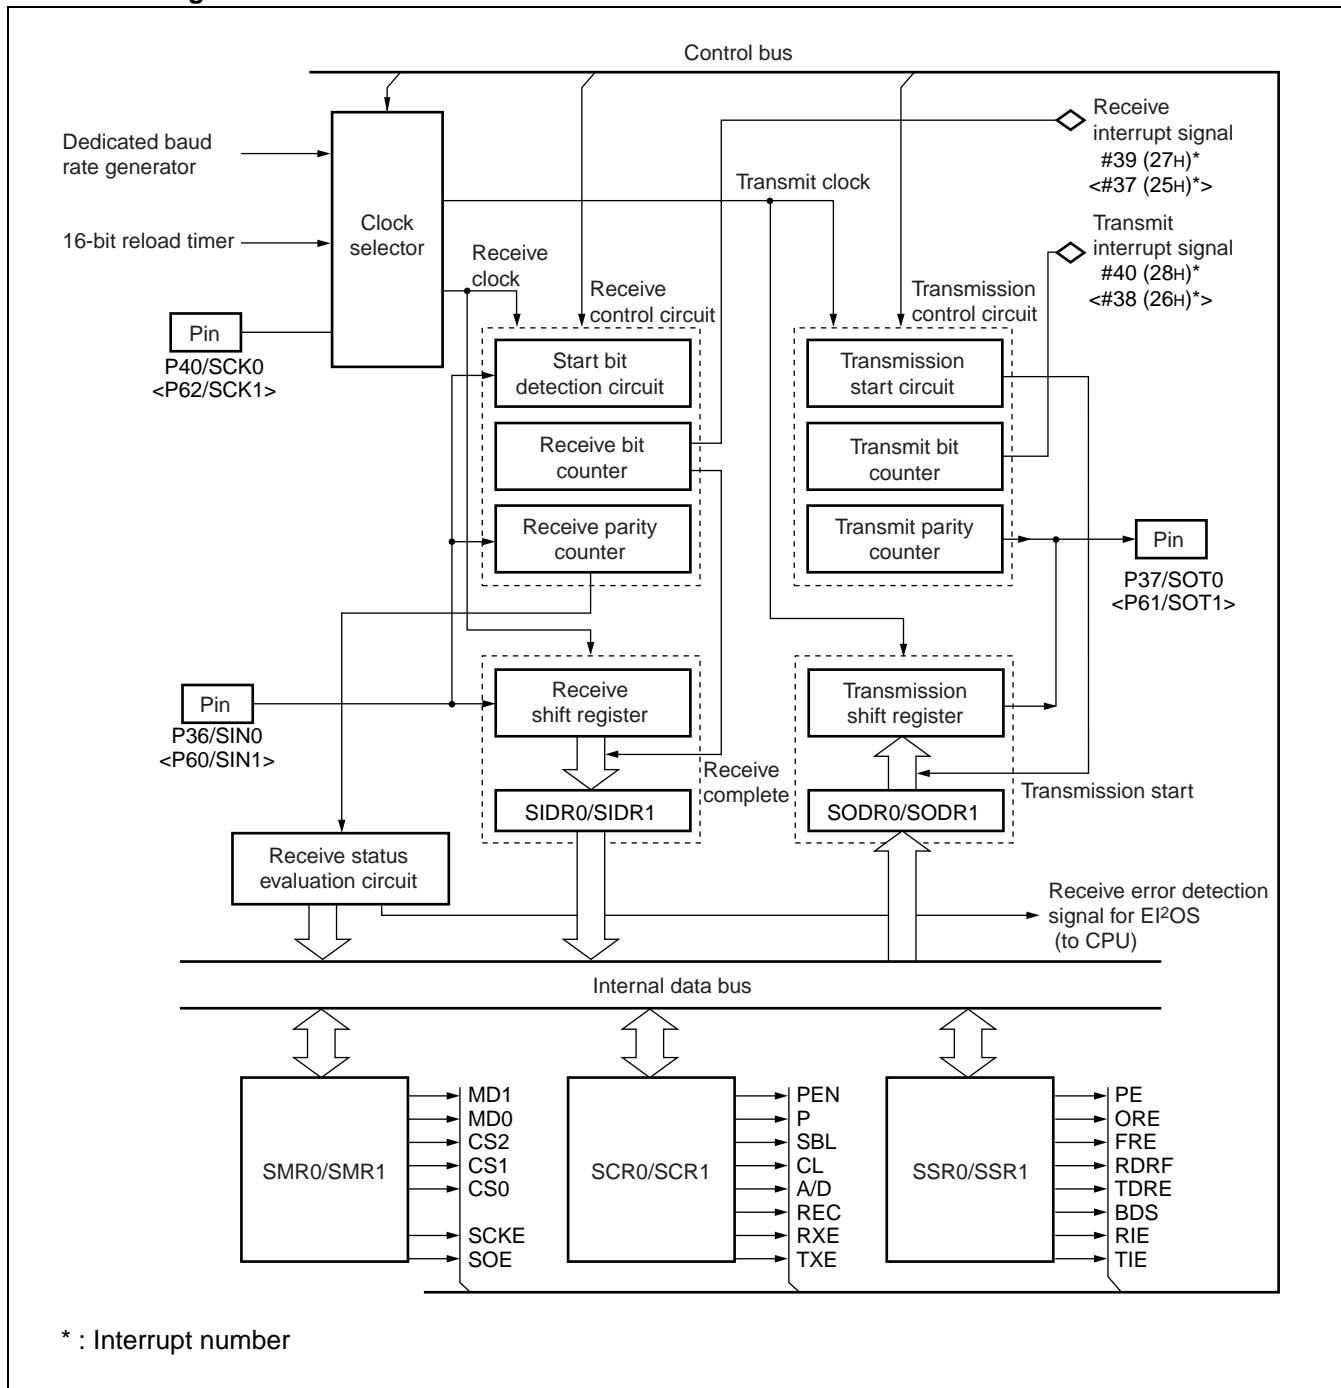 Control bus
Receive
interrupt signal
#39 (27H)*
<#37 (25H)*>
Dedicated baud
rate generator
Transmit clock
Clock
selector
Transmit
interrupt signal
#40 (28H)*
<#38 (26H)*>
16-bit reload timer
Receive
clock
Receive
control circuit
Transmission
control circuit
Pin
P40/SCK0
<P62/SCK1>
Start bit
detection circuit
Transmission
start circuit
Receive bit
counter
Transmit bit
counter
Receive parity
counter
Transmit parity
counter
Pin
P37/SOT0
<P61/SOT1>
Pin
P36/SIN0
<P60/SIN1>
Receive
shift register
Transmission
shift register
Receive
complete
Transmission start
SIDR0/SIDR1
SODR0/SODR1
Receive status
evaluation circuit
Receive error detection
signal for EI2OS
(to CPU)
Internal data bus
SMR0/SMR1
MD1
MD0
CS2
CS1
CS0
SCKE
SOE
SCR0/SCR1
PEN
P
SBL
CL
A/D
REC
RXE
TXE
SSR0/SSR1
PE
ORE
FRE
RDRF
TDRE
BDS
RIE
TIE
* : Interrupt number